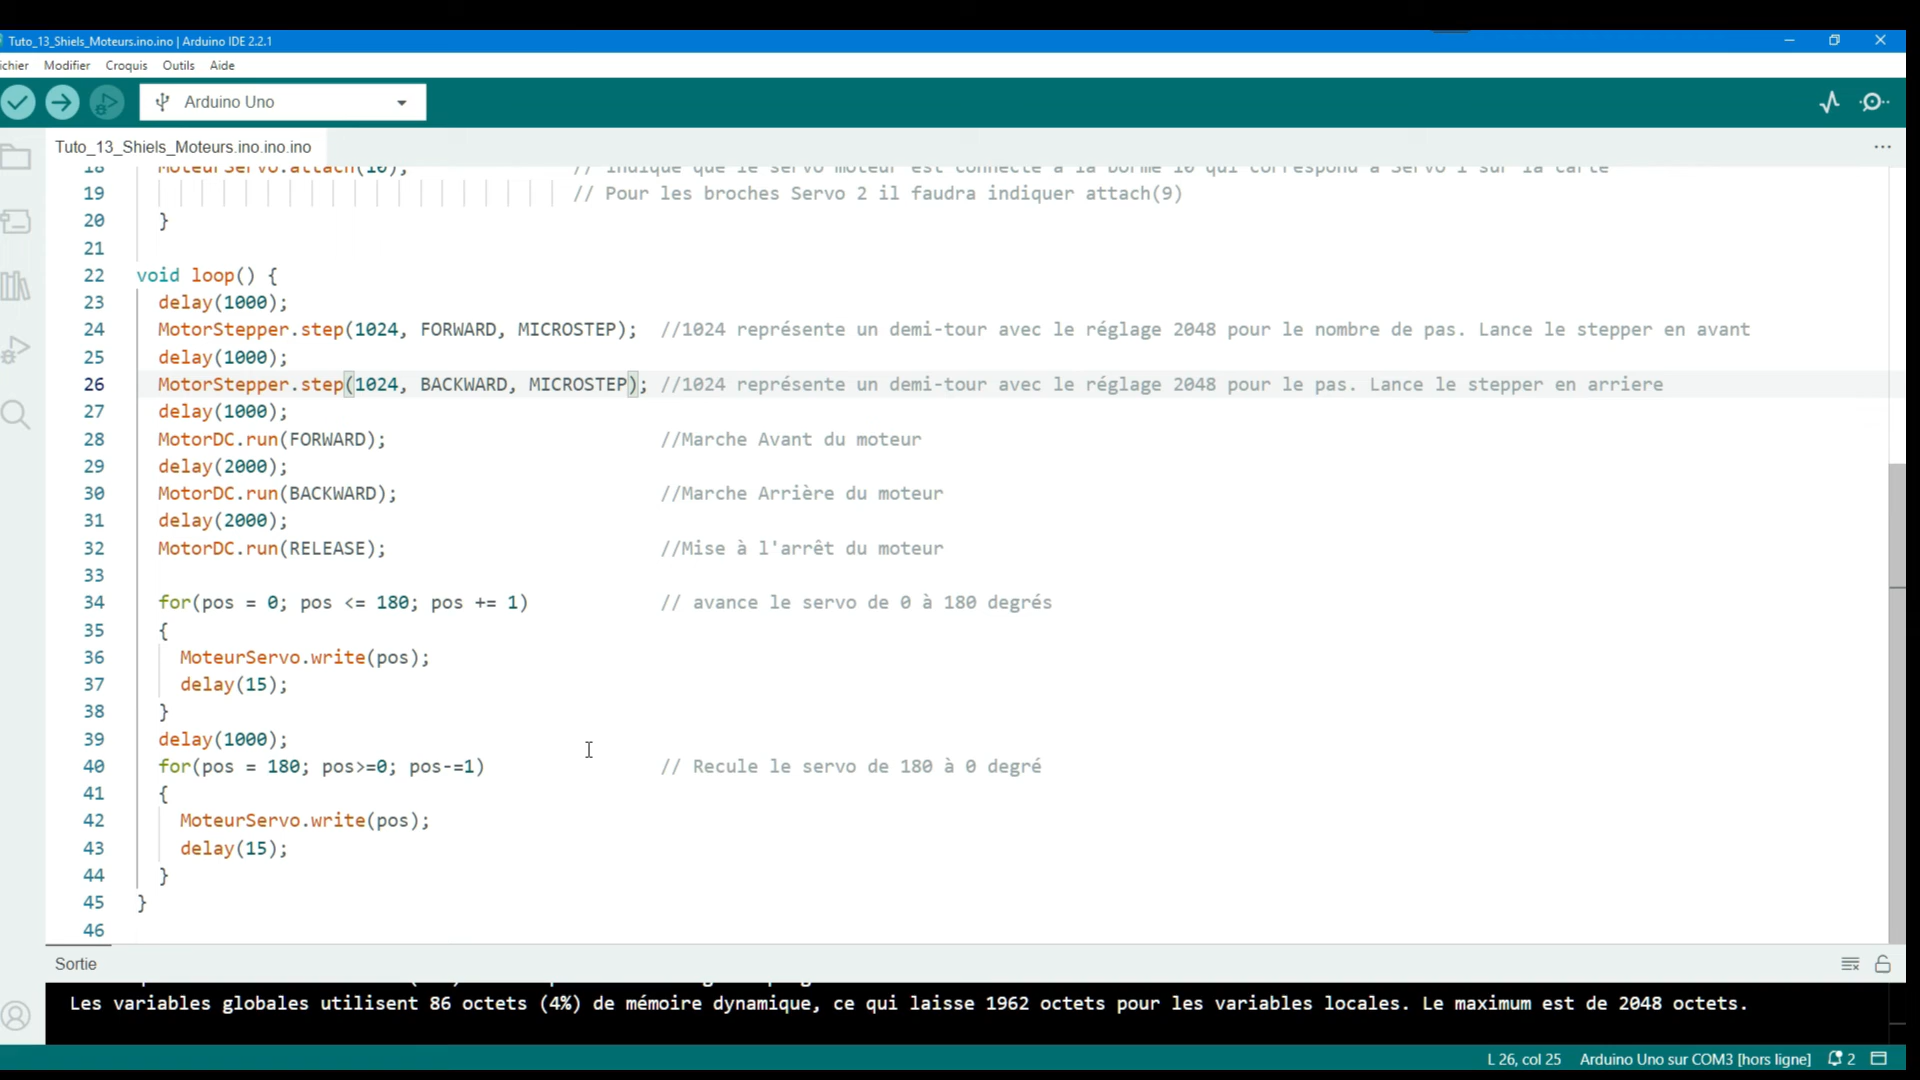 Tuto_13_Shiels_Moteurs.ino.ino | Arduino IDE 2.2.1
ichier Modifier Croquis Outils Aide
Arduino Uno
Tuto_13_Shiels_Moteurs.ino.ino.ino
18 MoteurServo.attach(10); // Indique que le servo moteur est connecté à la borne 10 qui correspond à Servo 1 sur la carte
19 // Pour les broches Servo 2 il faudra indiquer attach(9)
20 }
21
22 void loop() {
23 delay(1000);
24 MotorStepper.step(1024, FORWARD, MICROSTEP); //1024 représente un demi-tour avec le réglage 2048 pour le nombre de pas. Lance le stepper en avant
25 delay(1000);
26 MotorStepper.step(1024, BACKWARD, MICROSTEP); //1024 représente un demi-tour avec le réglage 2048 pour le pas. Lance le stepper en arriere
27 delay(1000);
28 MotorDC.run(FORWARD); //Marche Avant du moteur
29 delay(2000);
30 MotorDC.run(BACKWARD); //Marche Arrière du moteur
31 delay(2000);
32 MotorDC.run(RELEASE); //Mise à l'arrêt du moteur
33
34 for(pos = 0; pos <= 180; pos += 1) // avance le servo de 0 à 180 degrés
35 {
36 MoteurServo.write(pos);
37 delay(15);
38 }
39 delay(1000);
40 for(pos = 180; pos>=0; pos-=1) // Recule le servo de 180 à 0 degré
41 {
42 MoteurServo.write(pos);
43 delay(15);
44 }
45 }
46
Sortie
Les variables globales utilisent 86 octets (4%) de mémoire dynamique, ce qui laisse 1962 octets pour les variables locales. Le maximum est de 2048 octets.
L 26, col 25 Arduino Uno sur COM3 [hors ligne] 2